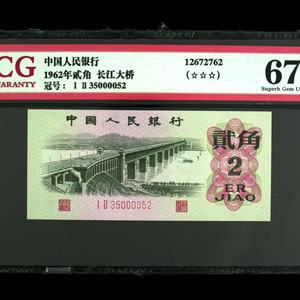 CG
WARRANTY
中国人民银行
1962年贰角 长江大桥
冠号: I II 35000052
12672762
(☆☆☆)
67
Superb Gem U
中国人民银行
贰角
2
ER
JIAO
I II 35000052